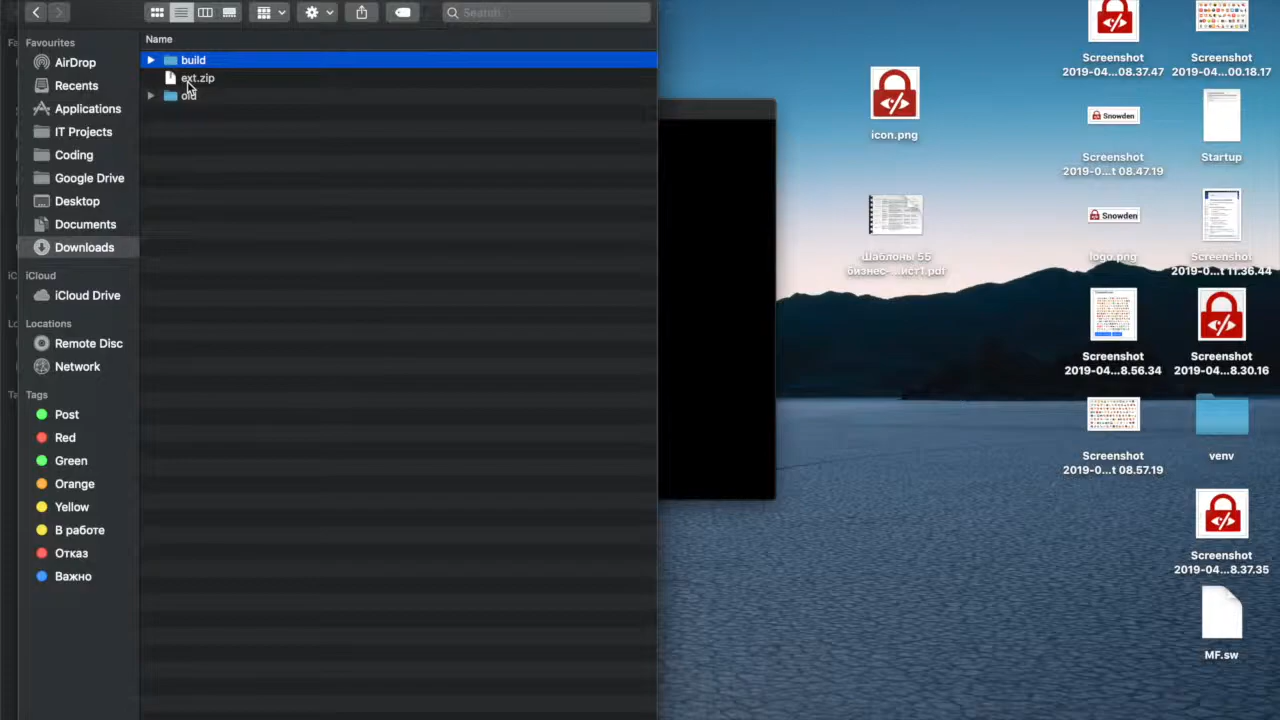 Search
Favourites
AirDrop
Recents
Applications
IT Projects
Coding
Google Drive
Desktop
Documents
Downloads
iCloud
iCloud Drive
Locations
Remote Disc
Network
Tags
Post
Red
Green
Orange
Yellow
В работе
Отказ
Важно
Name
build
ext.zip
old
icon.png
Шаблоны 55
бизнес-...ист1.pdf
Screenshot
2019-04...08.37.47
Snowden
Screenshot
2019-0...t 08.47.19
Snowden
logo.png
Screenshot
2019-04...8.56.34
Screenshot
2019-0...t 08.57.19
Screenshot
2019-04...00.18.17
Startup
Screenshot
2019-0...t 11.36.44
Screenshot
2019-04...8.30.16
venv
Screenshot
2019-04...8.37.35
MF.sw